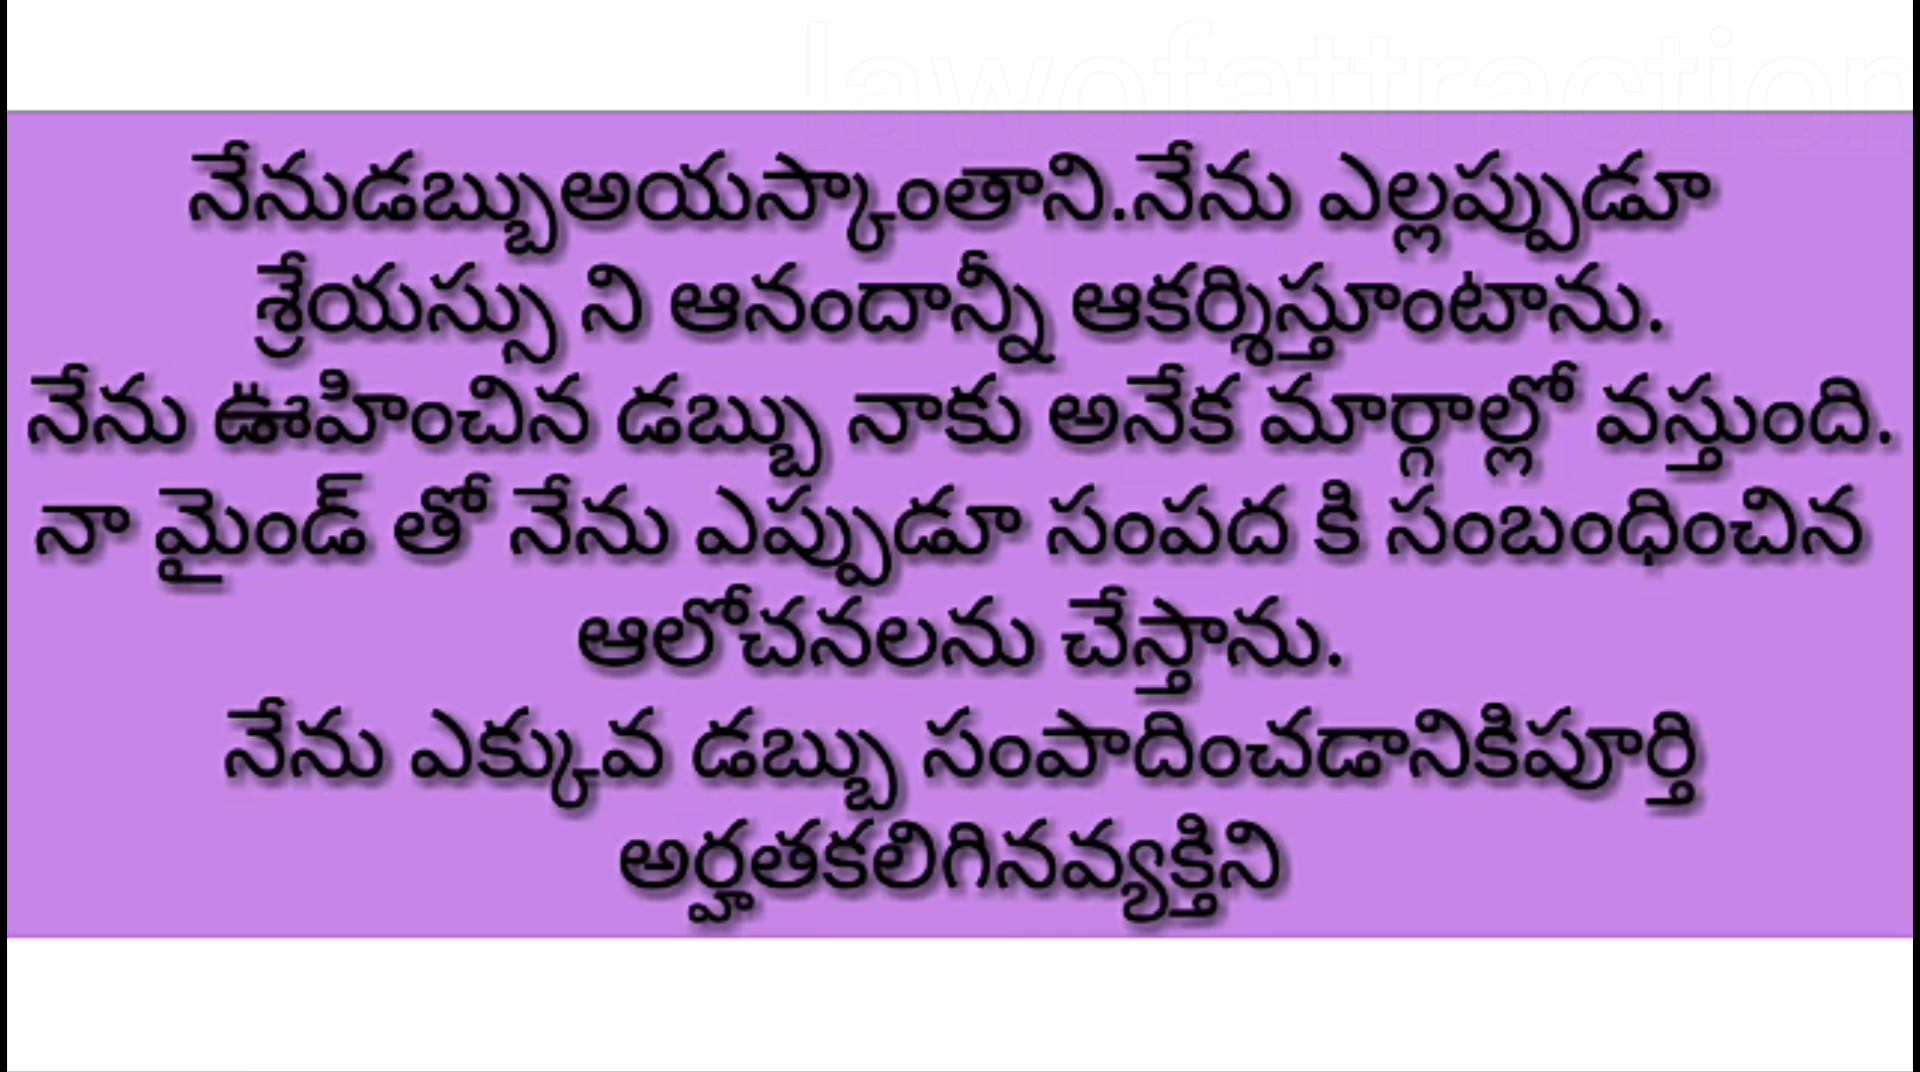 lawofattraction
నేనుడబ్బుఅయస్కాంతాని.నేను ఎల్లప్పుడూ
శ్రేయస్సు ని ఆనందాన్నీ ఆకర్శిస్తూంటాను.
నేను ఊహించిన డబ్బు నాకు అనేక మార్గాల్లో వస్తుంది.
నా మైండ్ తో నేను ఎప్పుడూ సంపద కి సంబంధించిన
ఆలోచనలను చేస్తాను.
నేను ఎక్కువ డబ్బు సంపాదించడానికిపూర్తి
అర్హతకలిగినవ్యక్తిని